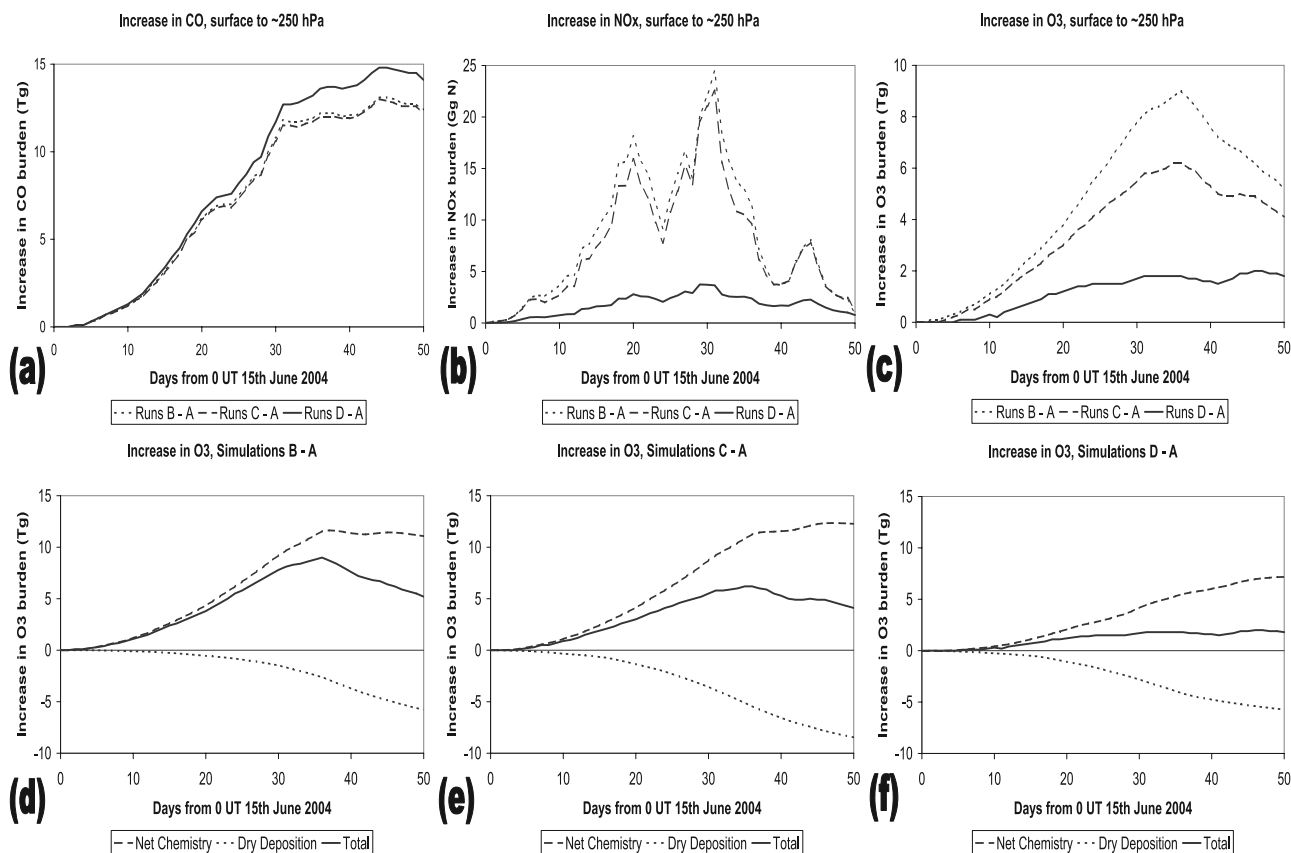 Increase in CO, surface to ~250 hPa
Increase in CO burden (Tg)
15
10
5
0
0 10 20 30 40 50
(a)
Days from 0 UT 15th June 2004
Runs B - A Runs C - A Runs D - A
Increase in NOx, surface to ~250 hPa
Increase in NOx burden (Gg N)
25
20
15
10
5
0
0 10 20 30 40 50
(b)
Days from 0 UT 15th June 2004
Runs B - A Runs C - A Runs D - A
Increase in O3, surface to ~250 hPa
Increase in O3 burden (Tg)
10
8
6
4
2
0
0 10 20 30 40 50
(c)
Days from 0 UT 15th June 2004
Runs B - A Runs C - A Runs D - A
Increase in O3, Simulations B - A
Increase in O3 burden (Tg)
15
10
5
0
-5
-10
0 10 20 30 40 50
(d)
Days from 0 UT 15th June 2004
Net Chemistry Dry Deposition Total
Increase in O3, Simulations C - A
Increase in O3 burden (Tg)
15
10
5
0
-5
-10
0 10 20 30 40 50
(e)
Days from 0 UT 15th June 2004
Net Chemistry Dry Deposition Total
Increase in O3, Simulations D - A
Increase in O3 burden (Tg)
15
10
5
0
-5
-10
0 10 20 30 40 50
(f)
Days from 0 UT 15th June 2004
Net Chemistry Dry Deposition Total